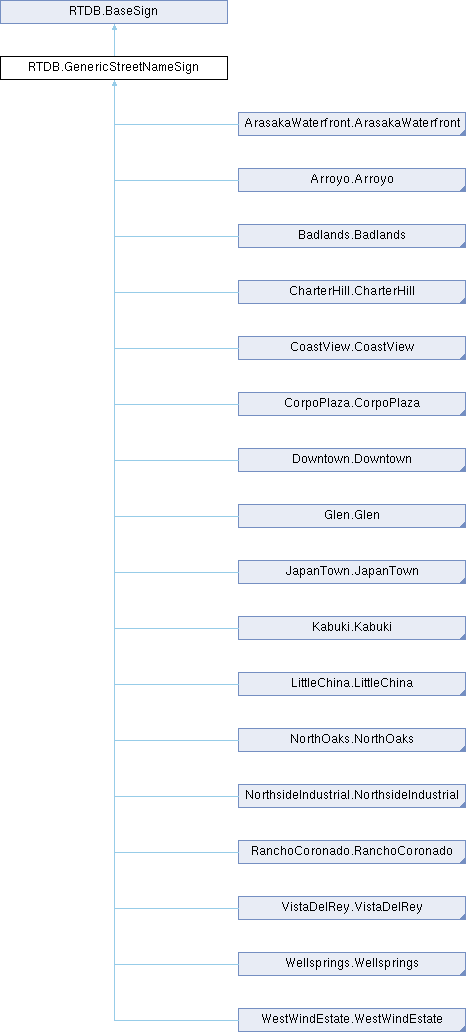 RTDB.BaseSign
RTDB.GenericStreetNameSign
ArasakaWaterfront.ArasakaWaterfront
Arroyo.Arroyo
Badlands.Badlands
CharterHill.CharterHill
CoastView.CoastView
CorpoPlaza.CorpoPlaza
Downtown.Downtown
Glen.Glen
JapanTown.JapanTown
Kabuki.Kabuki
LittleChina.LittleChina
NorthOaks.NorthOaks
NorthsideIndustrial.NorthsideIndustrial
RanchoCoronado.RanchoCoronado
VistaDelRey.VistaDelRey
Wellsprings.Wellsprings
WestWindEstate.WestWindEstate